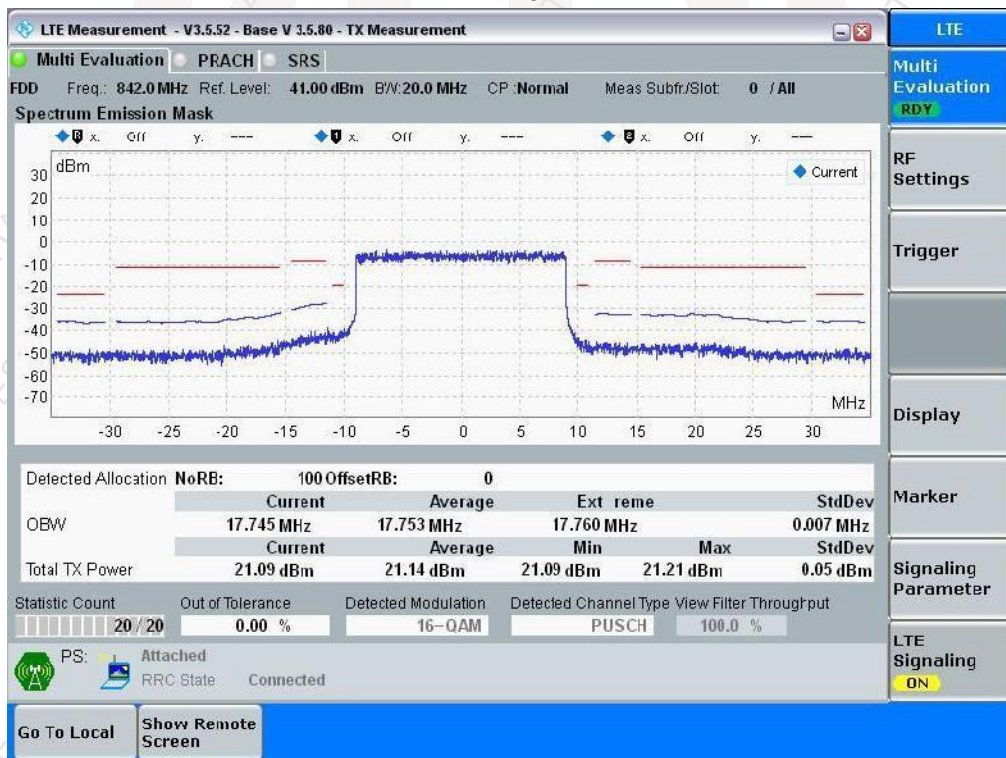 LTE Measurement - V3.5.52 - Base V 3.5.80 - TX Measurement
LTE
Multi Evaluation PRACH SRS
Multi Evaluation
RDY
FDD Freq.: 842.0 MHz Ref. Level: 41.00 dBm BW: 20.0 MHz CP :Normal Meas Subfr./Slot: 0 / All
Spectrum Emission Mask
0 x. Off y. --- 1 x. Off y. --- 2 x. Off y. ---
dBm
Current
30
20
10
0
-10
-20
-30
-40
-50
-60
-70
MHz
-30 -25 -20 -15 -10 -5 0 5 10 15 20 25 30
RF Settings
Trigger
Display
Marker
Signaling Parameter
LTE Signaling
ON
Detected Allocation NoRB: 100 OffsetRB: 0
Current Average Ext reme StdDev
OBW 17.745 MHz 17.753 MHz 17.760 MHz 0.007 MHz
Current Average Min Max StdDev
Total TX Power 21.09 dBm 21.14 dBm 21.09 dBm 21.21 dBm 0.05 dBm
Statistic Count Out of Tolerance Detected Modulation Detected Channel Type View Filter Throughput
20 / 20 0.00 % 16-QAM PUSCH 100.0 %
PS: Attached
RRC State Connected
Go To Local
Show Remote Screen